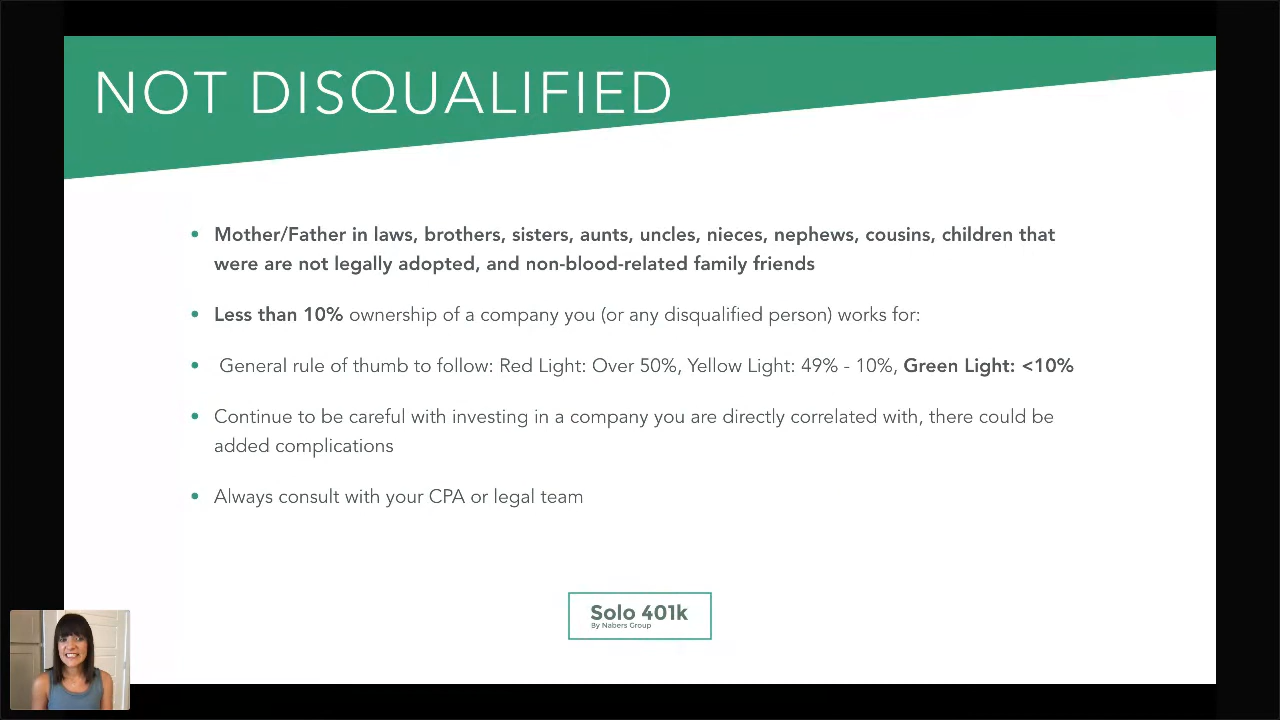 NOT DISQUALIFIED
Mother/Father in laws, brothers, sisters, aunts, uncles, nieces, nephews, cousins, children that
were are not legally adopted, and non-blood-related family friends
Less than 10% ownership of a company you (or any disqualified person) works for:
General rule of thumb to follow: Red Light: Over 50%, Yellow Light: 49% - 10%, Green Light: <10%
Continue to be careful with investing in a company you are directly correlated with, there could be
added complications
Always consult with your CPA or legal team
Solo 401k
By Nabers Group